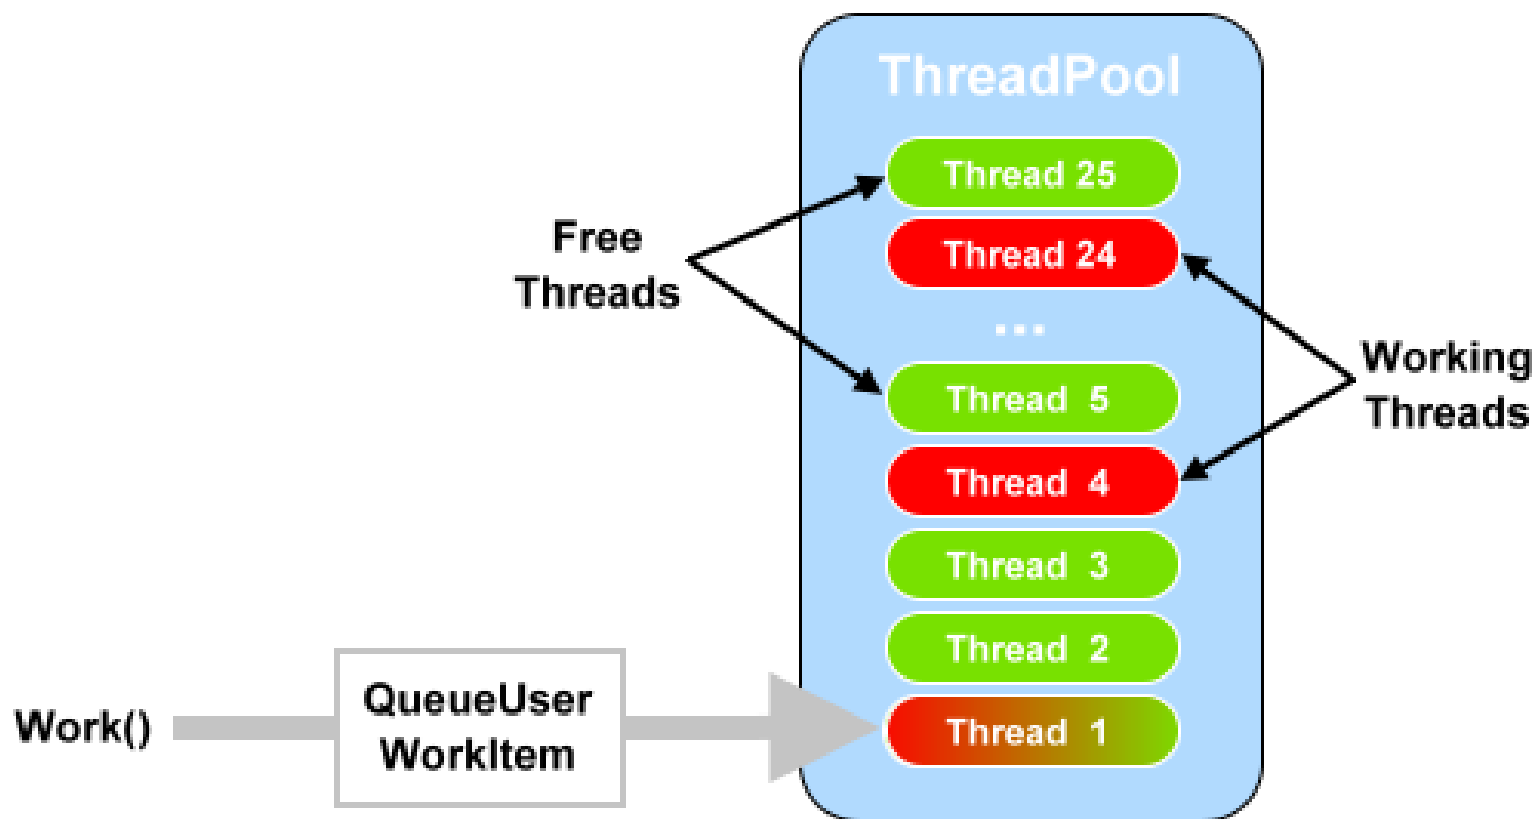 ThreadPool
Thread 25
Free
Threads
Thread 24
...
Working
Threads
Thread 5
Thread 4
Thread 3
Thread 2
Work()
QueueUser
WorkItem
Thread 1